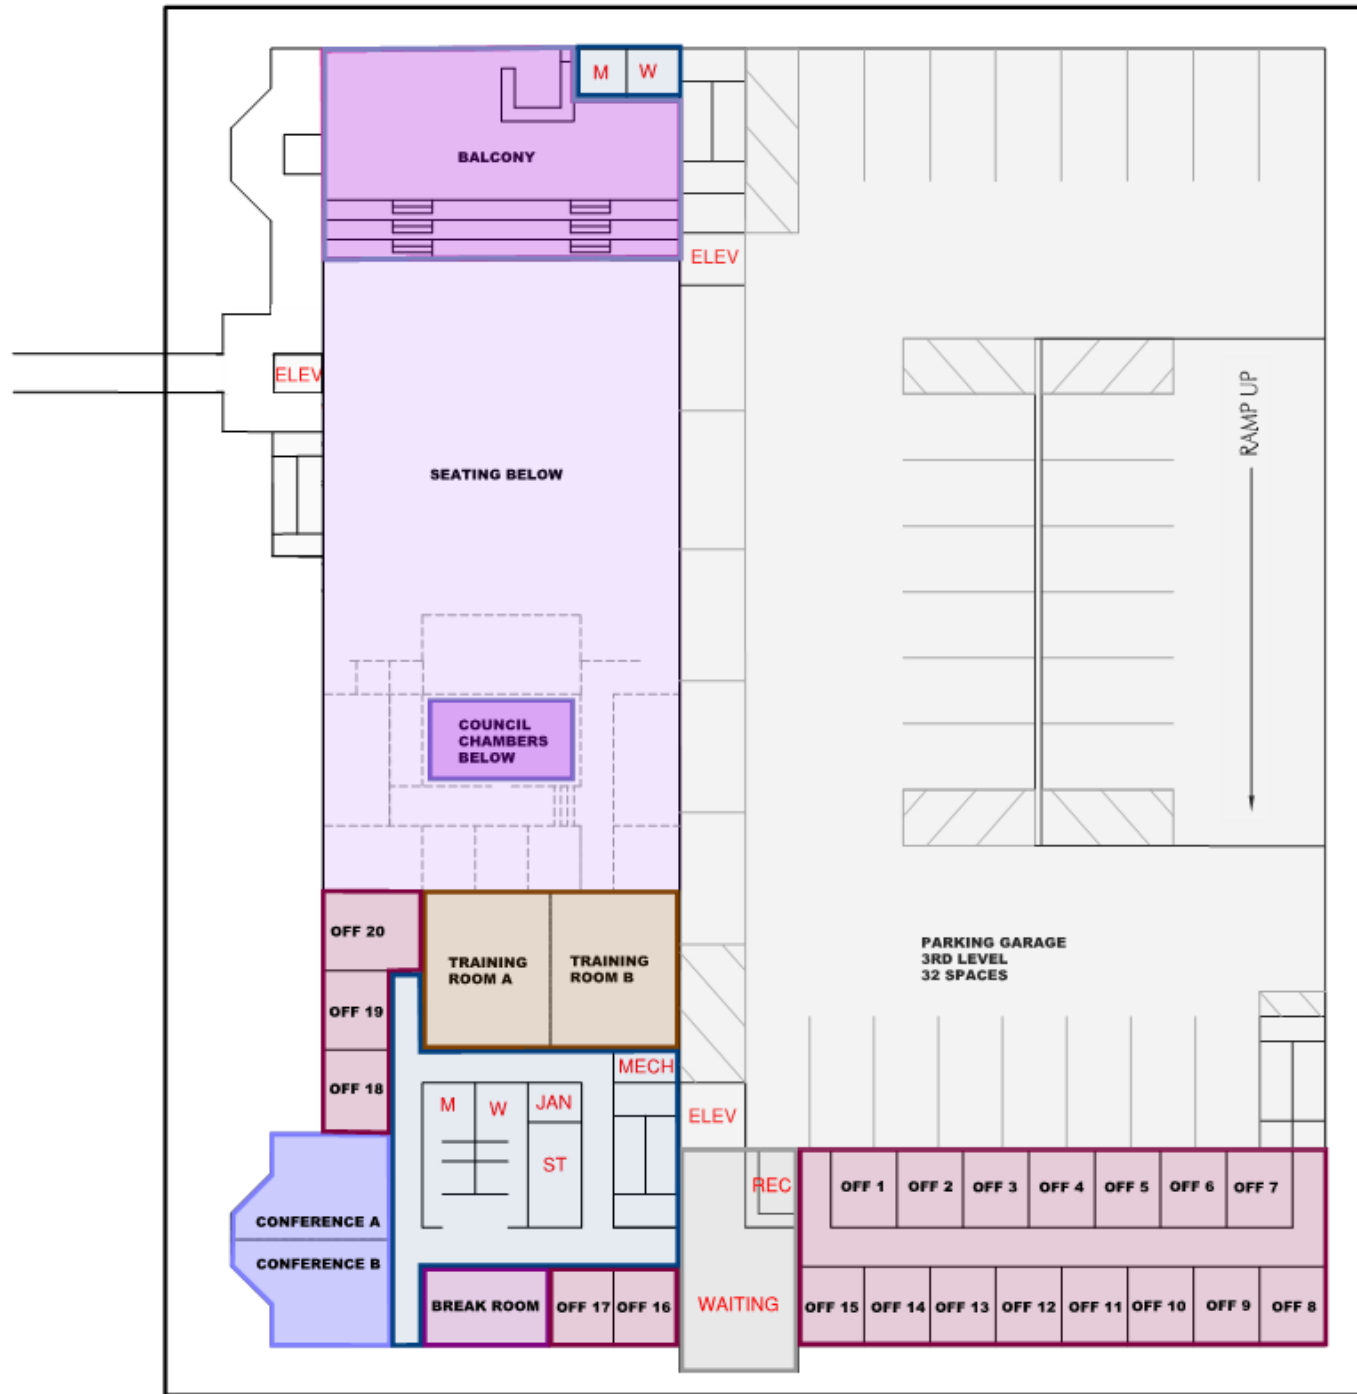 M
W
BALCONY
ELEV
ELEV
RAMP UP
SEATING BELOW
COUNCIL
CHAMBERS
BELOW
OFF 20
TRAINING
ROOM A
TRAINING
ROOM B
PARKING GARAGE
3RD LEVEL
32 SPACES
OFF 19
OFF 18
MECH
M
W
JAN
ST
ELEV
REC
OFF 1
OFF 2
OFF 3
OFF 4
OFF 5
OFF 6
OFF 7
CONFERENCE A
CONFERENCE B
BREAK ROOM
OFF 17
OFF 16
WAITING
OFF 15
OFF 14
OFF 13
OFF 12
OFF 11
OFF 10
OFF 9
OFF 8